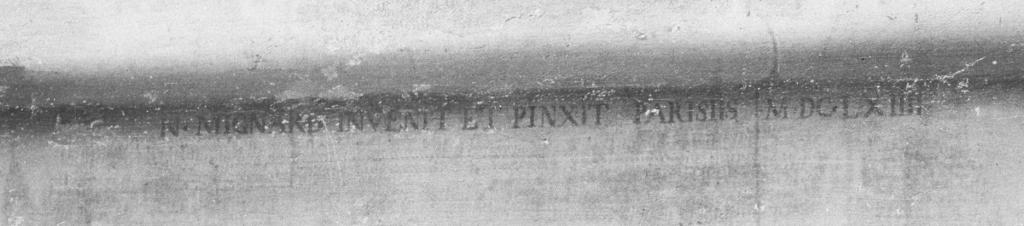 N· MIGNARD INVENIT ET PINXIT PARISIIS M·DC·LXIIII